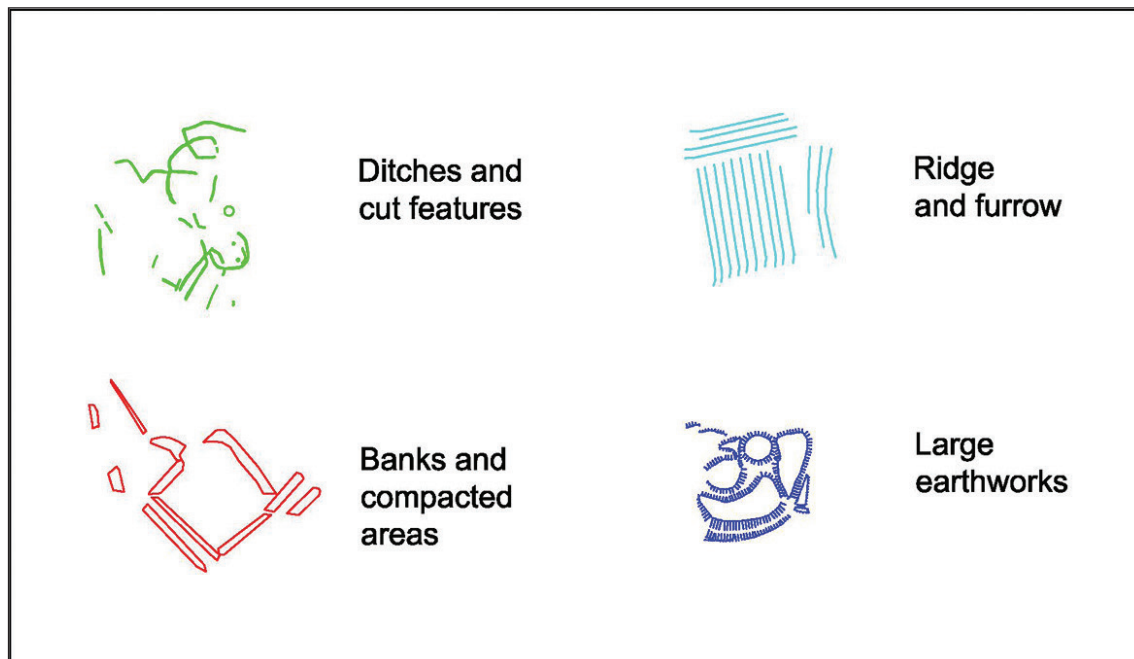 Ditches and
cut features
Ridge
and furrow
Banks and
compacted
areas
Large
earthworks